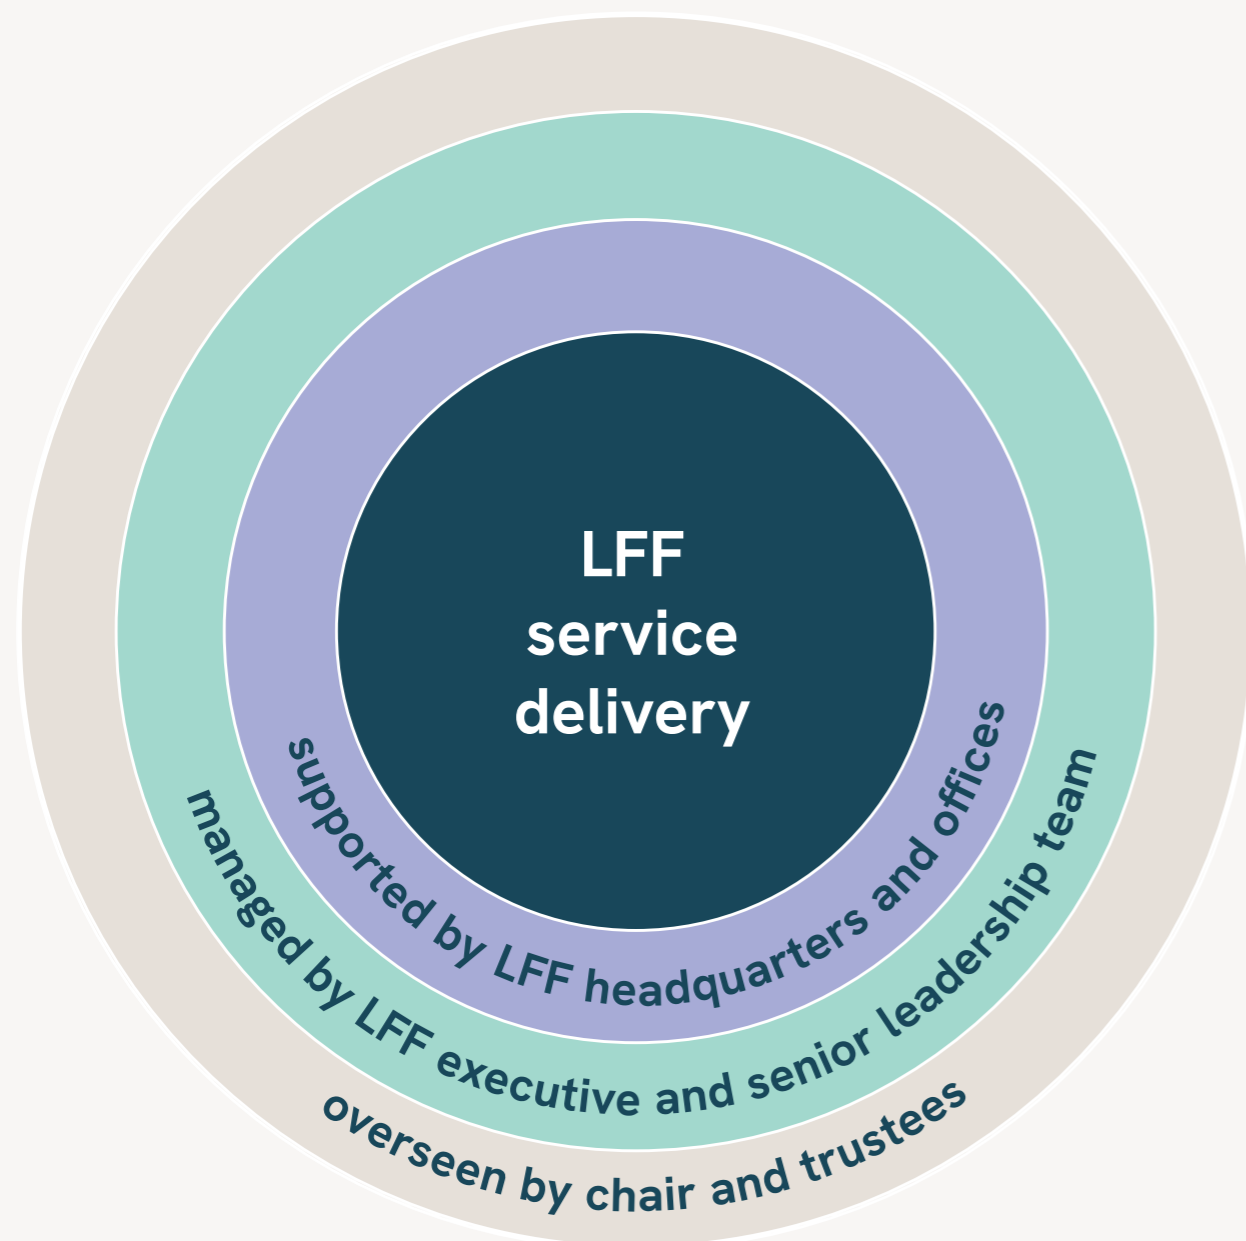 LFF
service
delivery
supported by LFF headquarters and offices
managed by LFF executive and senior leadership team
overseen by chair and trustees